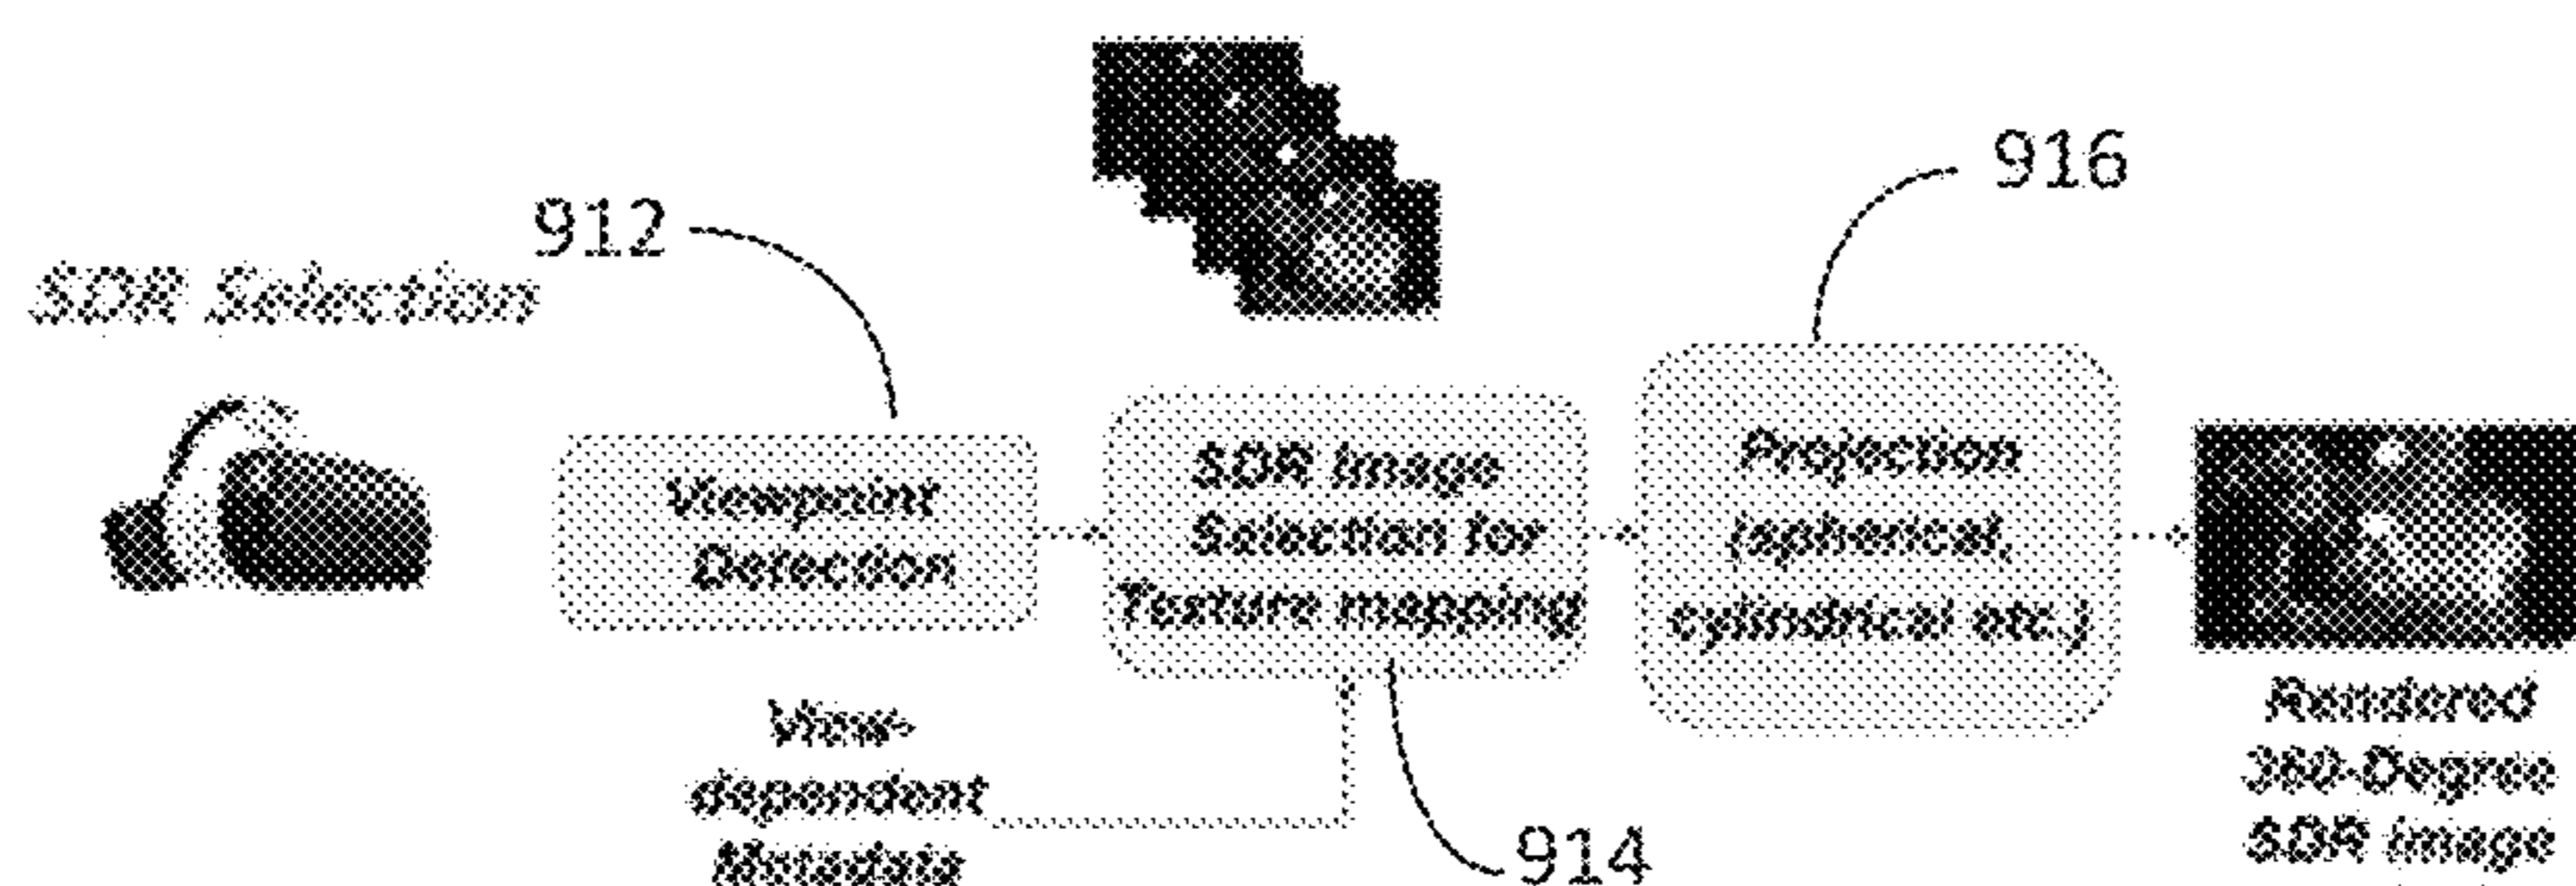 916
912
SDR Selection
Viewpoint
Detection
SDR Image
Selection for
Texture mapping
Projection
(spherical,
cylindrical etc.)
View-
dependent
Metadata
914
Rendered
360-Degree
SDR image